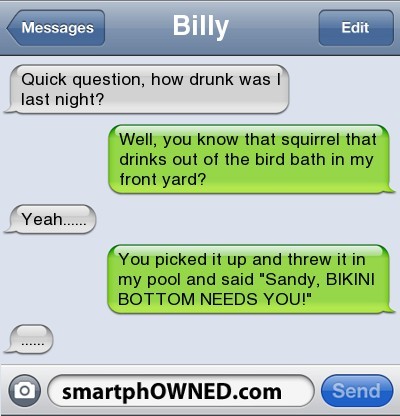 Messages
Billy
Edit
Quick question, how drunk was I
last night?
Well, you know that squirrel that
drinks out of the bird bath in my
front yard?
Yeah......
You picked it up and threw it in
my pool and said "Sandy, BIKINI
BOTTOM NEEDS YOU!"
......
smartphOWNED.com
Send